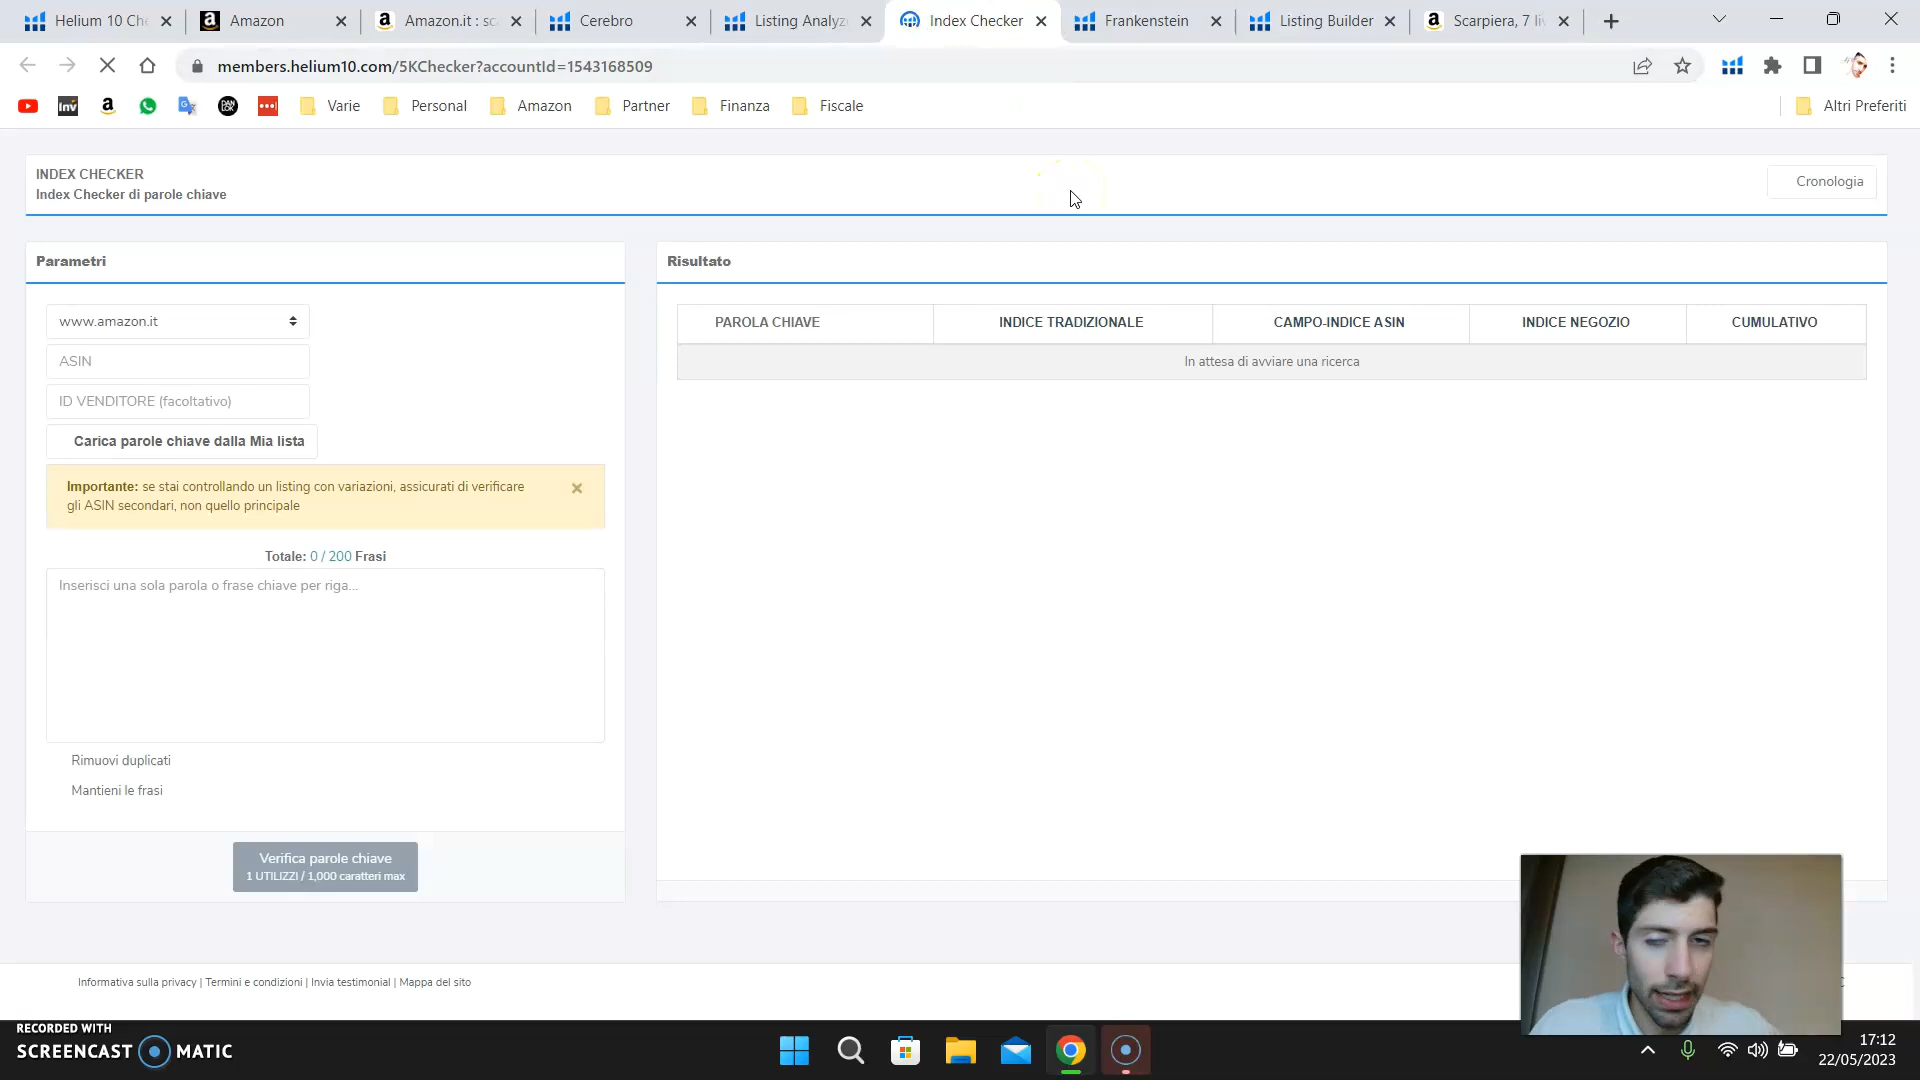 Helium 10 Ch
Amazon
Amazon.it : sc
Cerebro
Listing Analyz
Index Checker
Frankenstein
Listing Builder
Scarpiera, 7 li
members.helium10.com/5KChecker?accountId=1543168509
Inv
Varie
Personal
Amazon
Partner
Finanza
Fiscale
Altri Preferiti
INDEX CHECKER
Index Checker di parole chiave
Cronologia
Parametri
Risultato
www.amazon.it
ASIN
ID VENDITORE (facoltativo)
Carica parole chiave dalla Mia lista
Importante: se stai controllando un listing con variazioni, assicurati di verificare
gli ASIN secondari, non quello principale
Totale: 0 / 200 Frasi
Inserisci una sola parola o frase chiave per riga...
Rimuovi duplicati
Mantieni le frasi
Verifica parole chiave
1 UTILIZZI / 1,000 caratteri max
PAROLA CHIAVE
INDICE TRADIZIONALE
CAMPO-INDICE ASIN
INDICE NEGOZIO
CUMULATIVO
In attesa di avviare una ricerca
Informativa sulla privacy | Termini e condizioni | Invia testimonial | Mappa del sito
RECORDED WITH
SCREENCAST MATIC
17:12
22/05/2023